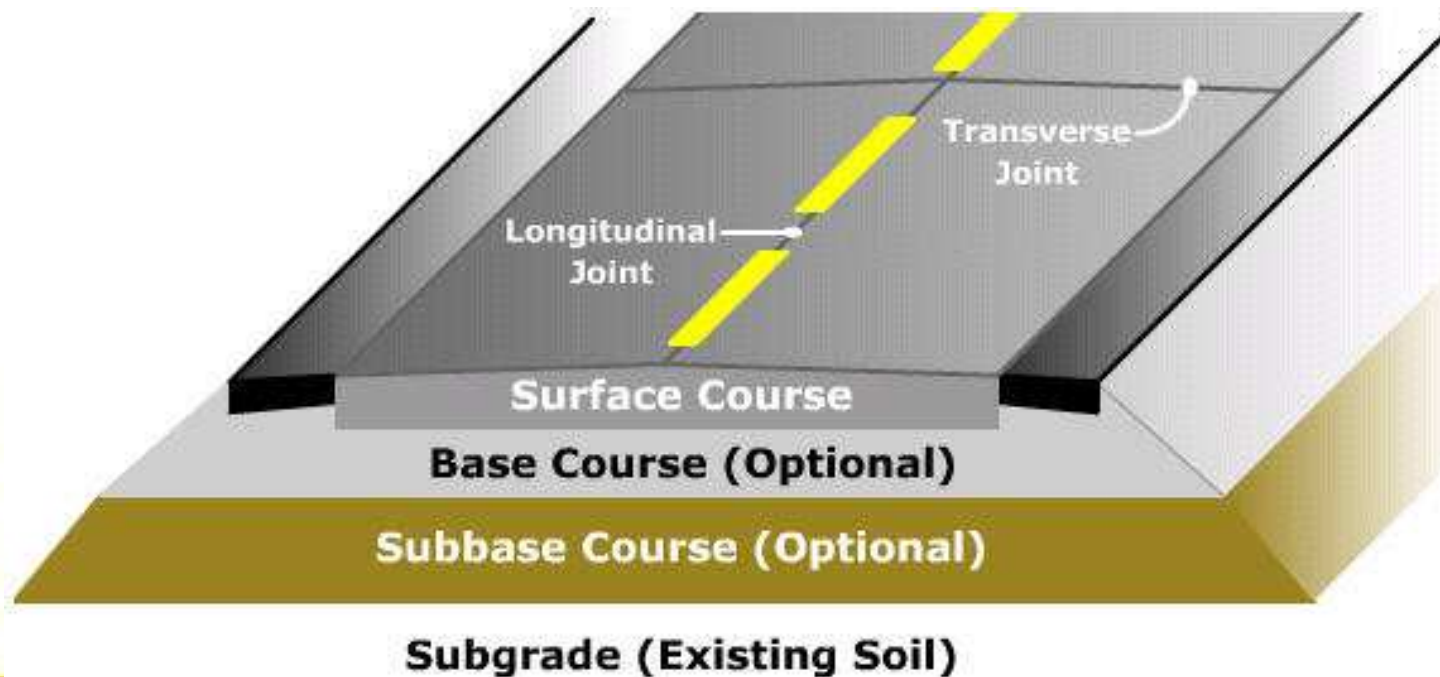 Transverse
Joint
Longitudinal
Joint
Surface Course
Base Course (Optional)
Subbase Course (Optional)
Subgrade (Existing Soil)